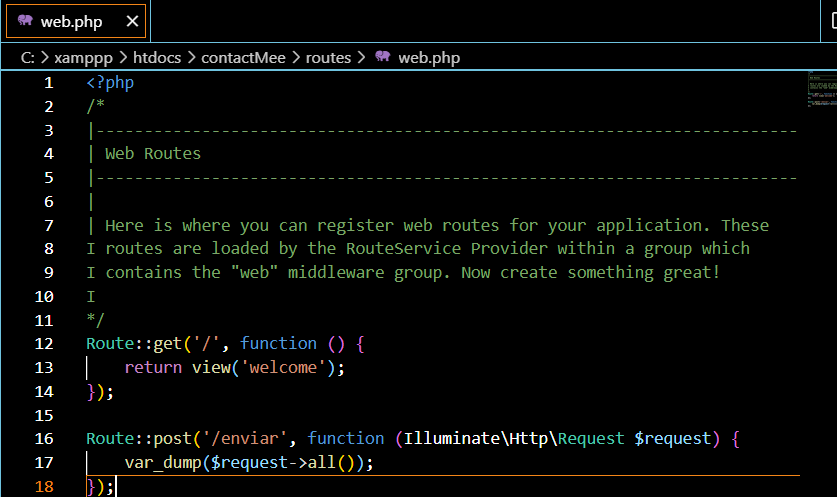 web.php
C: > xamppp > htdocs > contactMee > routes > web.php
1 <?php
2 /*
3 |--------------------------------------------------------------------------
4 | Web Routes
5 |--------------------------------------------------------------------------
6 |
7 | Here is where you can register web routes for your application. These
8 I routes are loaded by the RouteService Provider within a group which
9 I contains the "web" middleware group. Now create something great!
10 I
11 */
12 Route::get('/', function () {
13     return view('welcome');
14 });
15
16 Route::post('/enviar', function (Illuminate\Http\Request $request) {
17     var_dump($request->all());
18 });